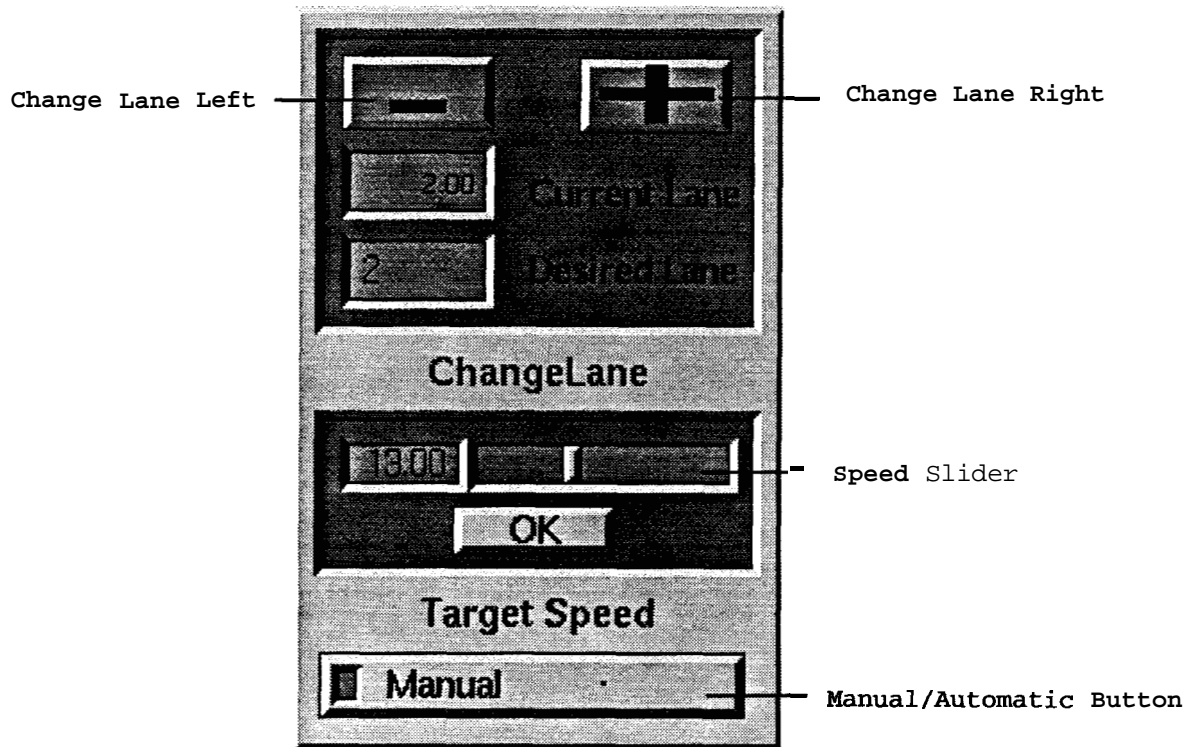 Change Lane Left
Change Lane Right
2.00
Current Lane
2
Desired Lane
ChangeLane
13.00
Speed Slider
OK
Target Speed
Manual
Manual/Automatic Button